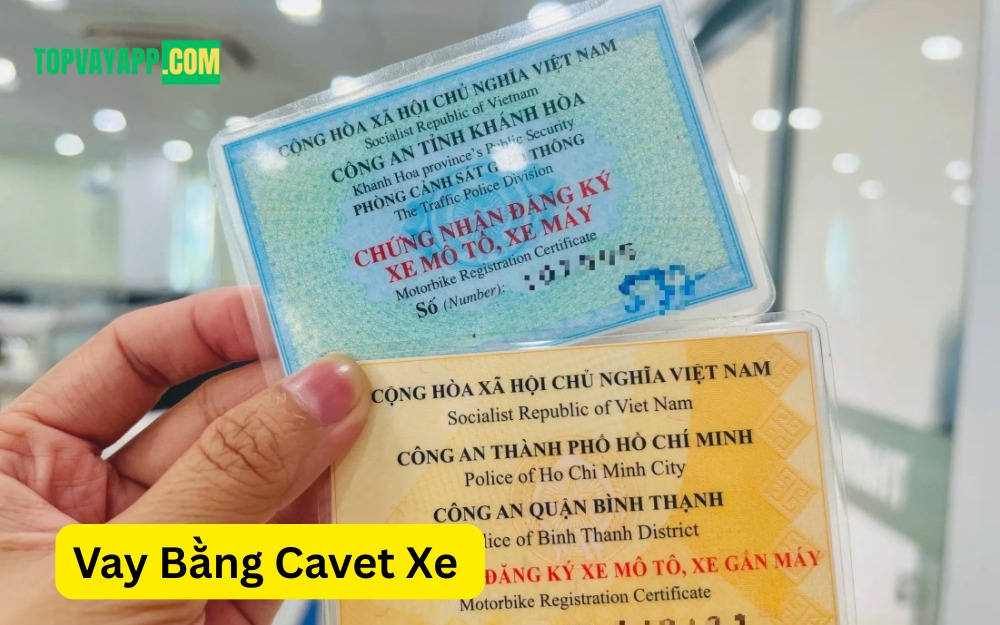 TOPVAYAPP.COM
CỘNG HÒA XÃ HỘI CHỦ NGHĨA VIỆT NAM
Socialist Republic of Vietnam
CÔNG AN TỈNH KHÁNH HÒA
Khanh Hoa province's Public Security
PHÒNG CẢNH SÁT GIAO THÔNG
The Traffic Police Division
CHỨNG NHẬN ĐĂNG KÝ
XE MÔ TÔ, XE MÁY
Motorbike Registration Certificate
Số (Number):
CỘNG HÒA XÃ HỘI CHỦ NGHĨA VIỆT NAM
Socialist Republic of Viet Nam
CÔNG AN THÀNH PHỐ HỒ CHÍ MINH
Police of Ho Chi Minh City
CÔNG AN QUẬN BÌNH THẠNH
lice of Binh Thanh District
ĐĂNG KÝ XE MÔ TÔ, XE GẮN MÁY
Motorbike Registration Certificate
Vay Bằng Cavet Xe